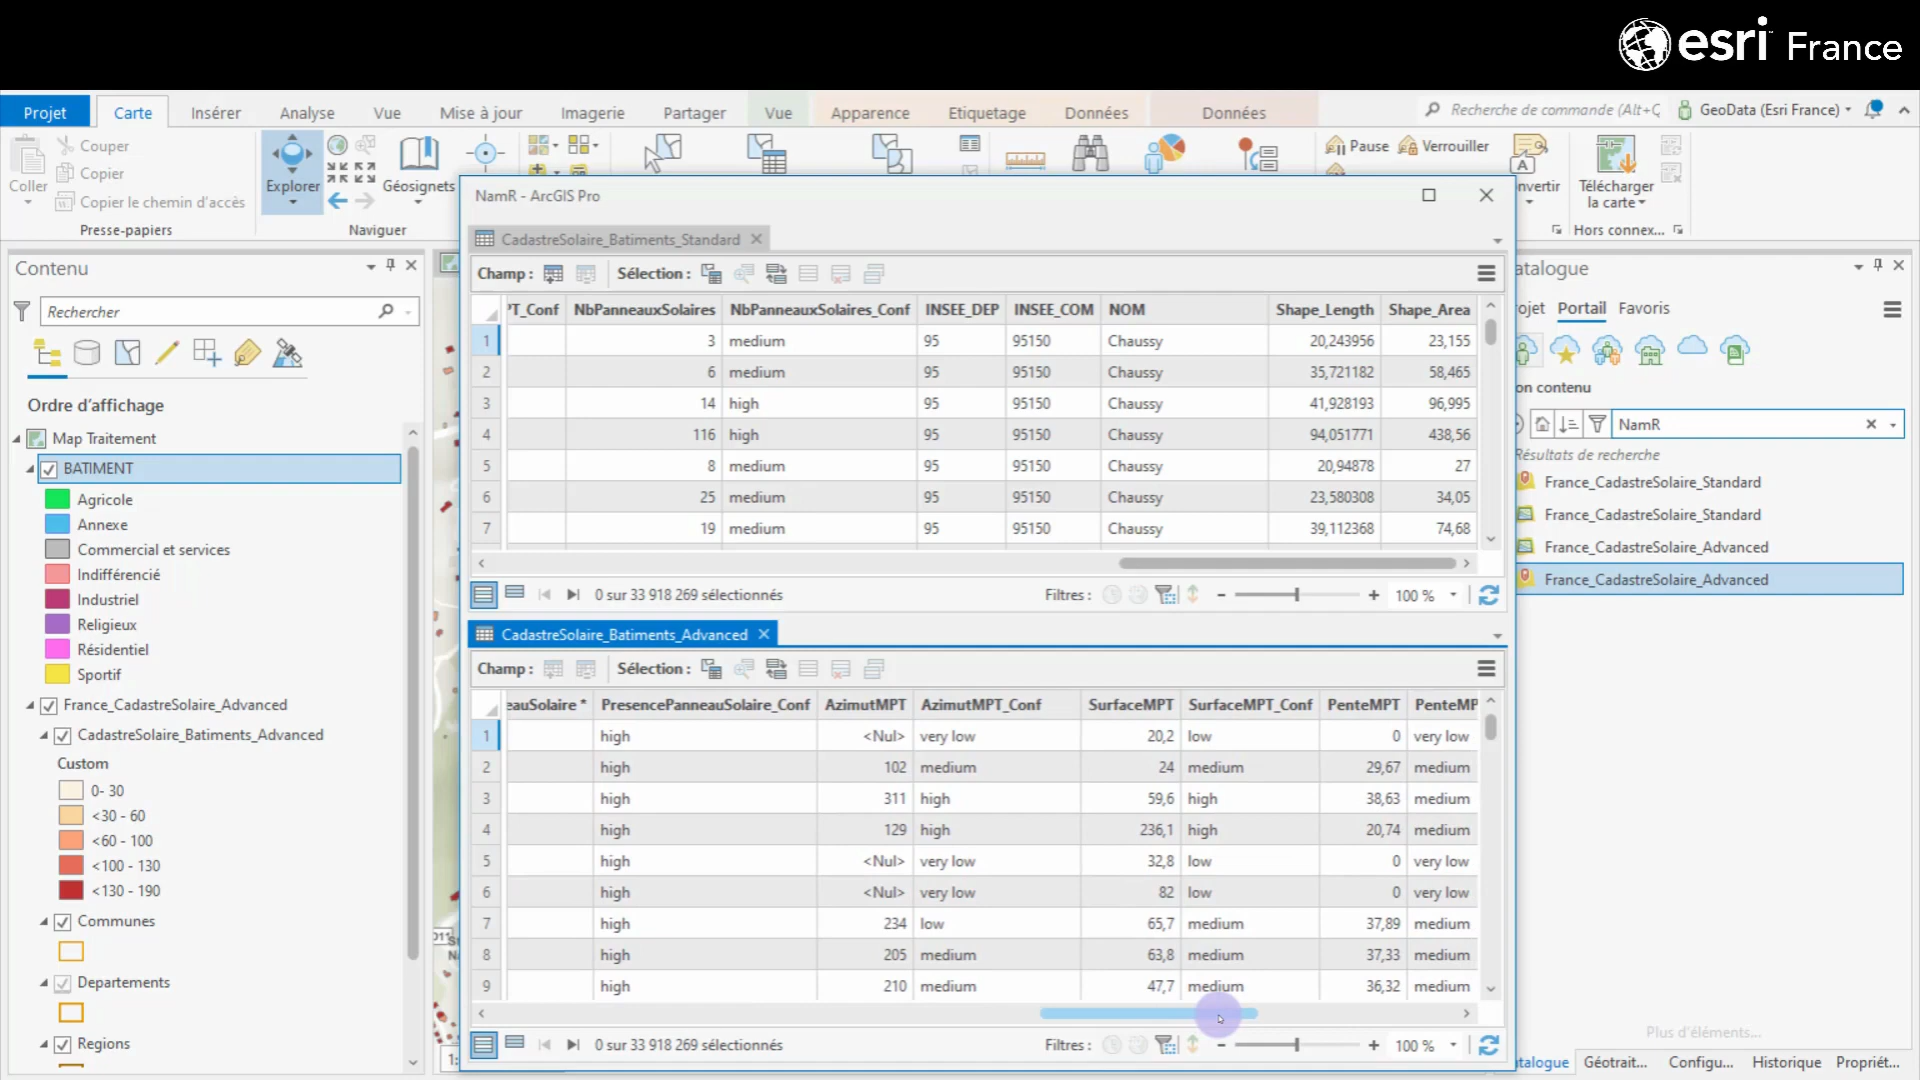 esri France
Projet Carte Insérer Analyse Vue Mise à jour Imagerie Partager Vue Apparence Etiquetage Données Données Recherche de commande (Alt+Q GeoData (Esri France)
Coller Couper
Copier
Copier le chemin d'accès
Presse-papiers
Explorer Géosignets
Naviguer
Pause Verrouiller
Télécharger
la carte
Hors connex...
Contenu
Rechercher
Ordre d'affichage
Map Traitement
BATIMENT
Agricole
Annexe
Commercial et services
Indifférencié
Industriel
Religieux
Résidentiel
Sportif
France_CadastreSolaire_Advanced
CadastreSolaire_Batiments_Advanced
Custom
0- 30
<30 - 60
<60 - 100
<100 - 130
<130 - 190
Communes
Departements
Regions
NamR - ArcGIS Pro
CadastreSolaire_Batiments_Standard
Champ : Sélection :
PT_Conf NbPanneauxSolaires NbPanneauxSolaires_Conf INSEE_DEP INSEE_COM NOM Shape_Length Shape_Area
1 3 medium 95 95150 Chaussy 20,243956 23,155
2 6 medium 95 95150 Chaussy 35,721182 58,465
3 14 high 95 95150 Chaussy 41,928193 96,995
4 116 high 95 95150 Chaussy 94,051771 438,56
5 8 medium 95 95150 Chaussy 20,94878 27
6 25 medium 95 95150 Chaussy 23,580308 34,05
7 19 medium 95 95150 Chaussy 39,112368 74,68
0 sur 33 918 269 sélectionnés Filtres : - + 100 %
CadastreSolaire_Batiments_Advanced
Champ : Sélection :
eauSolaire * PresencePanneauSolaire_Conf AzimutMPT AzimutMPT_Conf SurfaceMPT SurfaceMPT_Conf PenteMPT PenteMP
1 high <Nul> very low 20,2 low 0 very low
2 high 102 medium 24 medium 29,67 medium
3 high 311 high 59,6 high 38,63 medium
4 high 129 high 236,1 high 20,74 medium
5 high <Nul> very low 32,8 low 0 very low
6 high <Nul> very low 82 low 0 very low
7 high 234 low 65,7 medium 37,89 medium
8 high 205 medium 63,8 medium 37,33 medium
9 high 210 medium 47,7 medium 36,32 medium
0 sur 33 918 269 sélectionnés Filtres : - + 100 %
atalogue
ojet Portail Favoris
on contenu
NamR
Résultats de recherche
France_CadastreSolaire_Standard
France_CadastreSolaire_Standard
France_CadastreSolaire_Advanced
France_CadastreSolaire_Advanced
Plus d'éléments...
atalogue Géotrait... Configu... Historique Propriét...